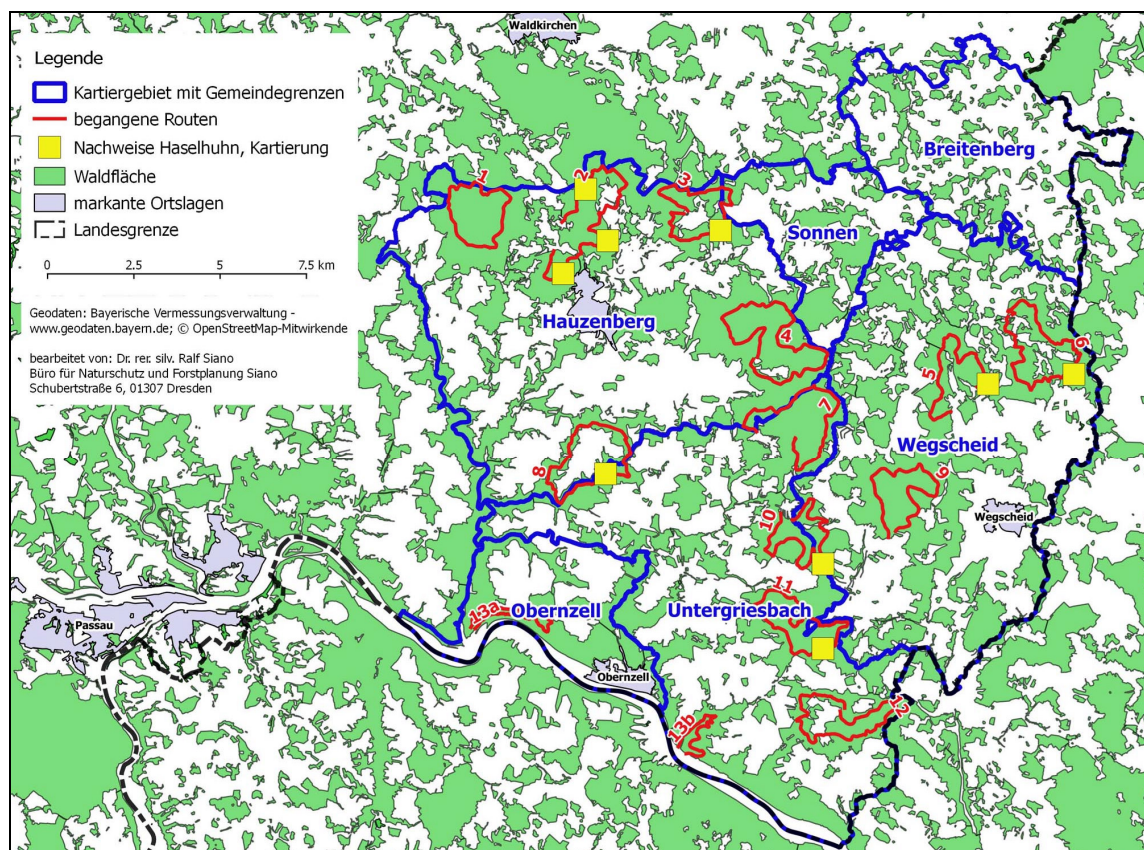 Waldkirchen
Legende
Kartiergebiet mit Gemeindegrenzen
begangene Routen
Nachweise Haselhuhn, Kartierung
Waldfläche
markante Ortslagen
Landesgrenze
0 2,5 5 7,5 km
Geodaten: Bayerische Vermessungsverwaltung -
www.geodaten.bayern.de; © OpenStreetMap-Mitwirkende
bearbeitet von: Dr. rer. silv. Ralf Siano
Büro für Naturschutz und Forstplanung Siano
Schubertstraße 6, 01307 Dresden
Breitenberg
1
2
3
Sonnen
Hauzenberg
4
6
5
7
Wegscheid
8
9
Wegscheid
10
11
13a
Obernzell
Untergriesbach
Passau
Obernzell
12
13b